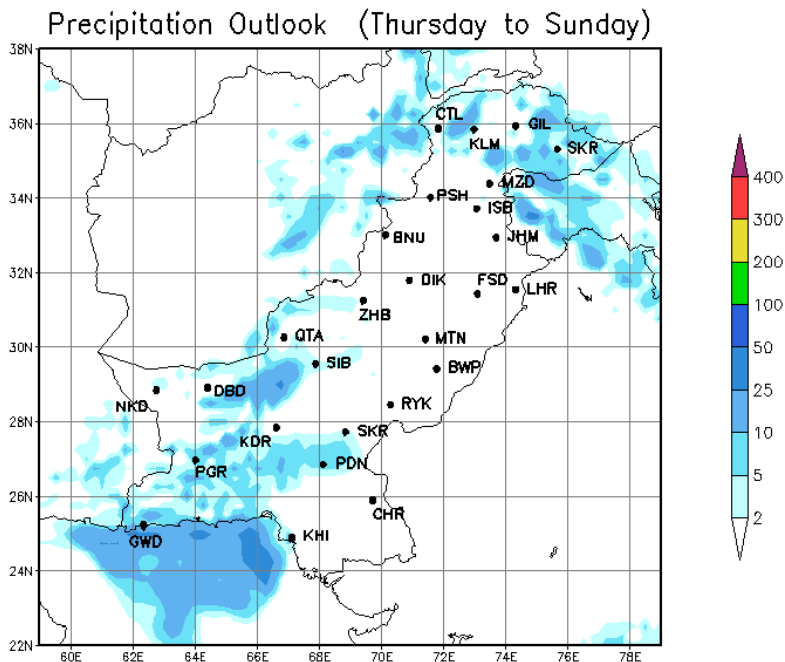 Precipitation Outlook (Thursday to Sunday)
38N
36N
34N
32N
30N
28N
26N
24N
22N
60E 62E 64E 66E 68E 70E 72E 74E 76E 78E
CTL
GIL
KLM
SKR
MZD
PSH
ISB
BNU
JHM
DIK
FSD
LHR
ZHB
QTA
MTN
SIB
BWP
DBD
NKD
RYK
KDR
SKR
PGR
PDN
CHR
GWD
KHI
400
300
200
100
50
25
10
5
2